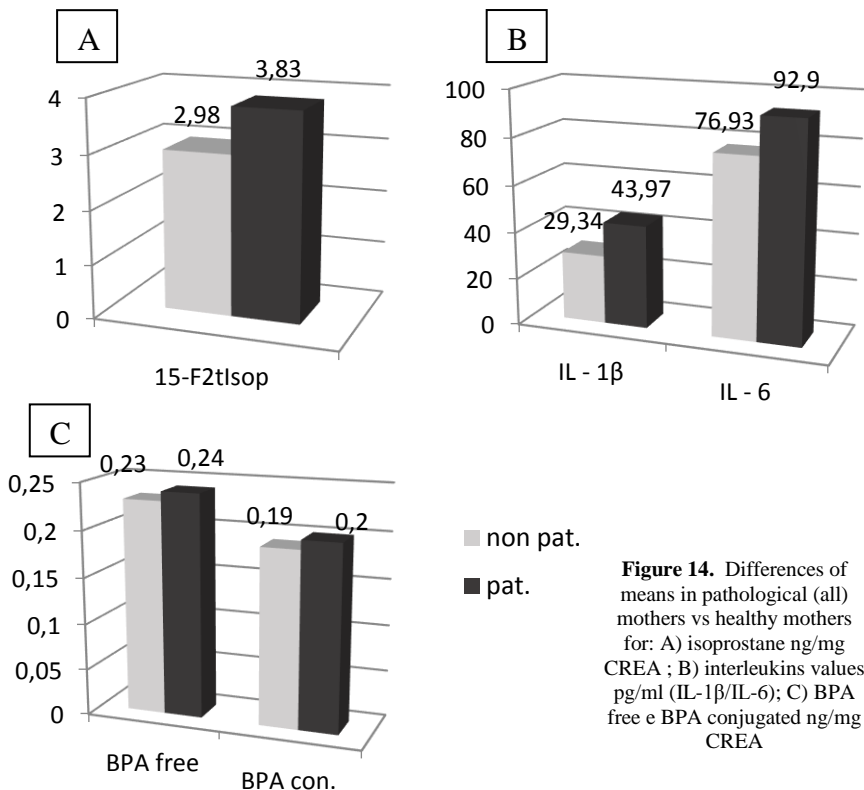 A
3,83
2,98
4
3
2
1
0
15-F2tIsop
B
92,9
76,93
43,97
29,34
100
80
60
40
20
0
IL - 1β
IL - 6
C
0,23
0,24
0,19
0,2
0,25
0,2
0,15
0,1
0,05
0
BPA free
BPA con.
non pat.
pat.
Figure 14. Differences of
means in pathological (all)
mothers vs healthy mothers
for: A) isoprostane ng/mg
CREA ; B) interleukins values
pg/ml (IL-1β/IL-6); C) BPA
free e BPA conjugated ng/mg
CREA